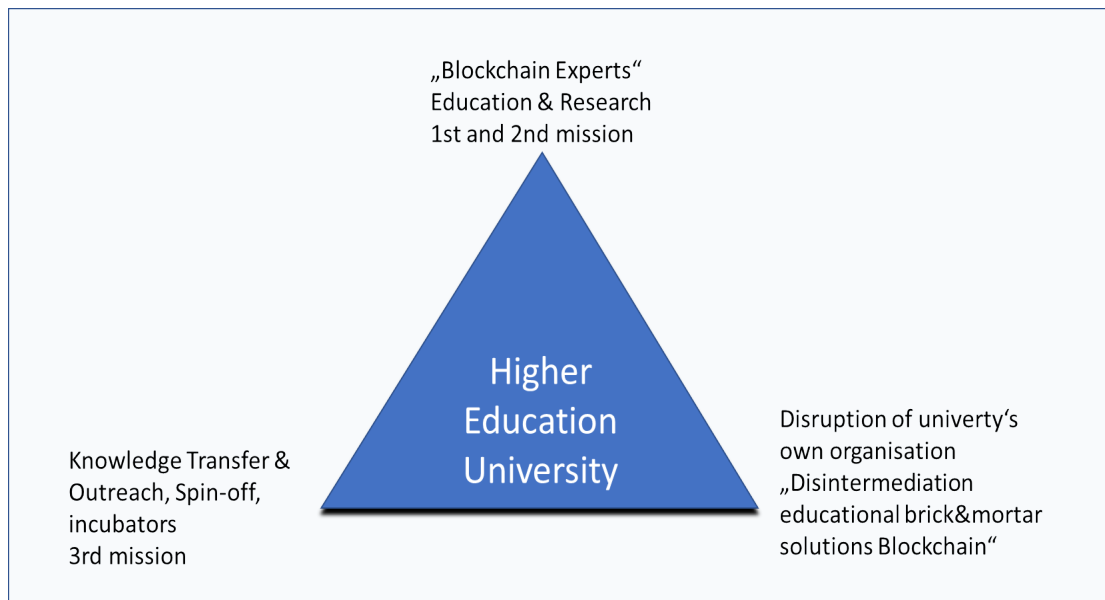 „Blockchain Experts“
Education & Research
1st and 2nd mission
Higher
Education
University
Knowledge Transfer &
Outreach, Spin-off,
incubators
3rd mission
Disruption of univerty‘s
own organisation
„Disintermediation
educational brick&mortar
solutions Blockchain“